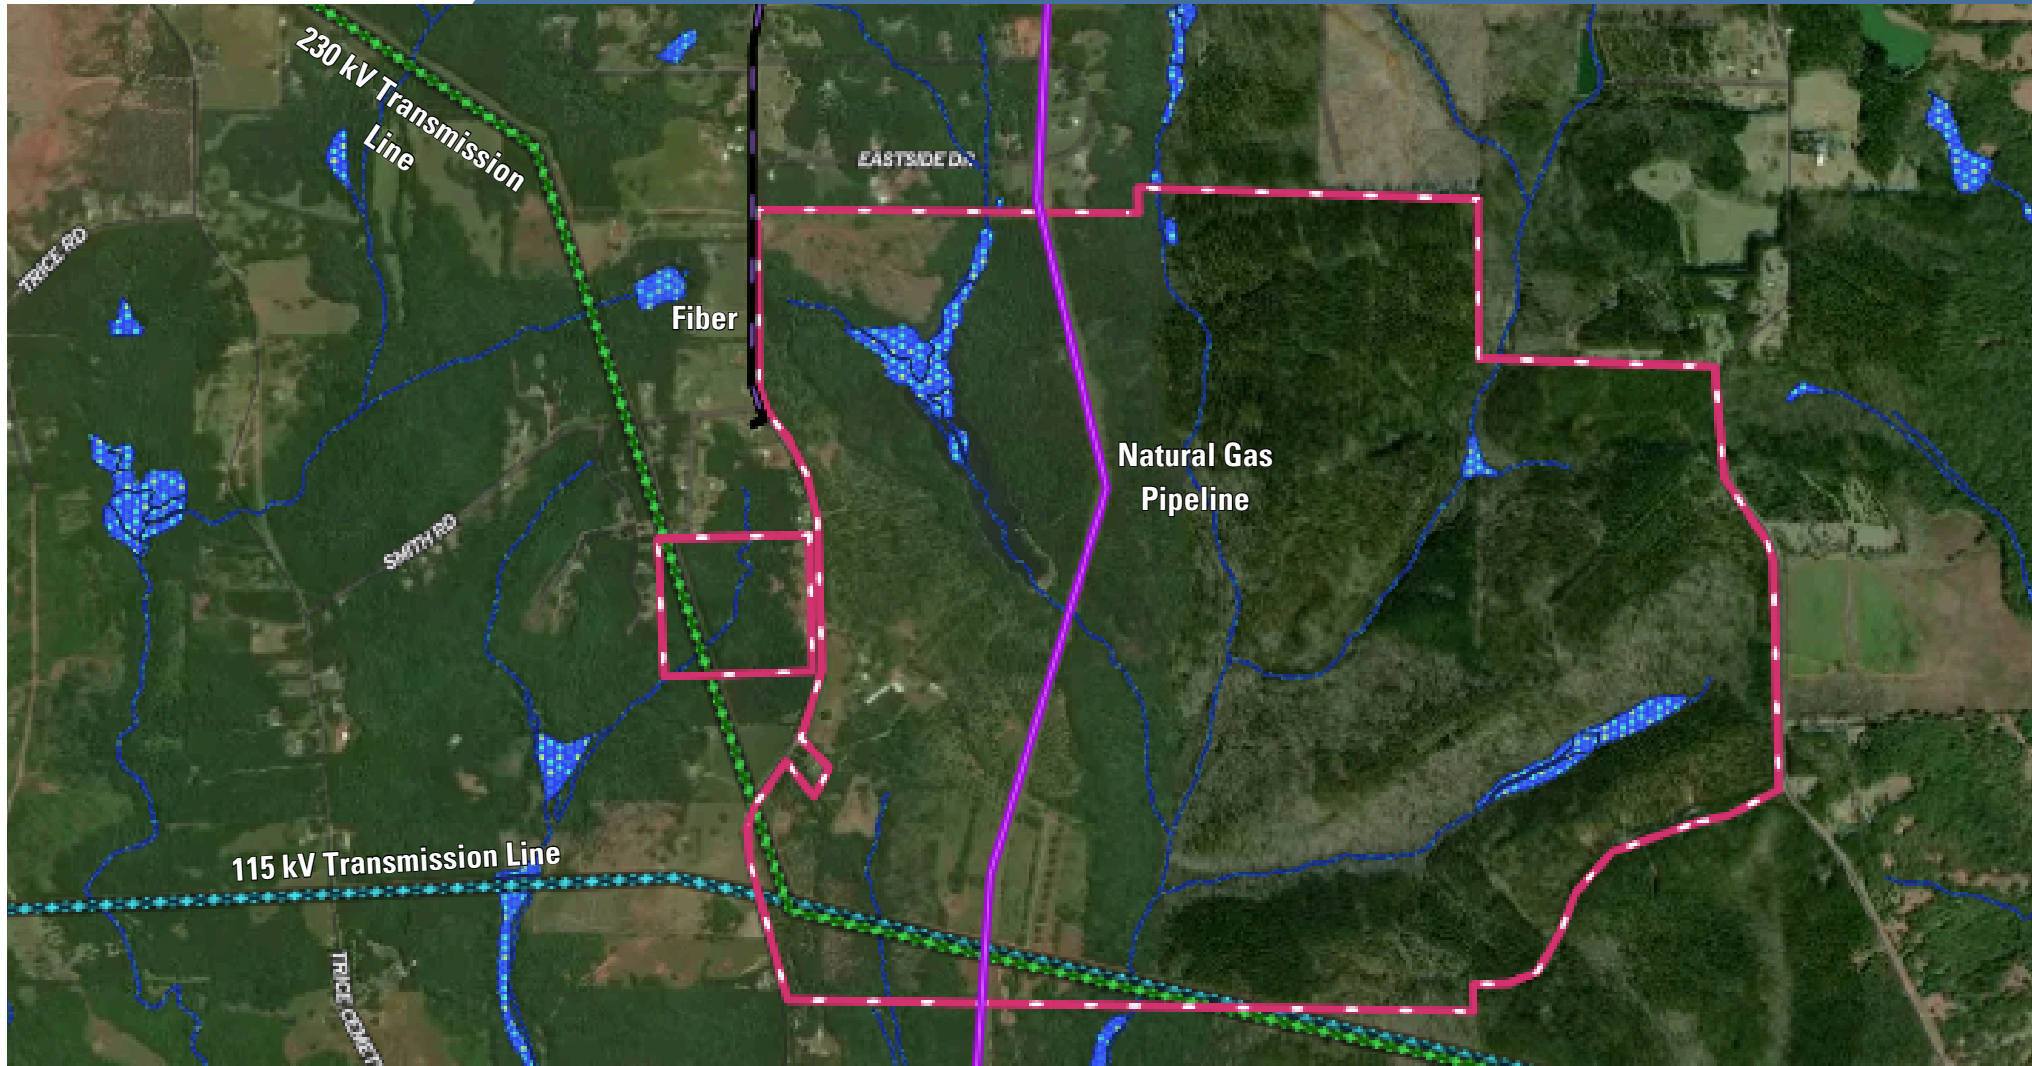 230 kV Transmission
Line
EASTSIDE DR
TRICE RD
Fiber
Natural Gas
Pipeline
SMITH RD
115 kV Transmission Line
TRICE CEMET